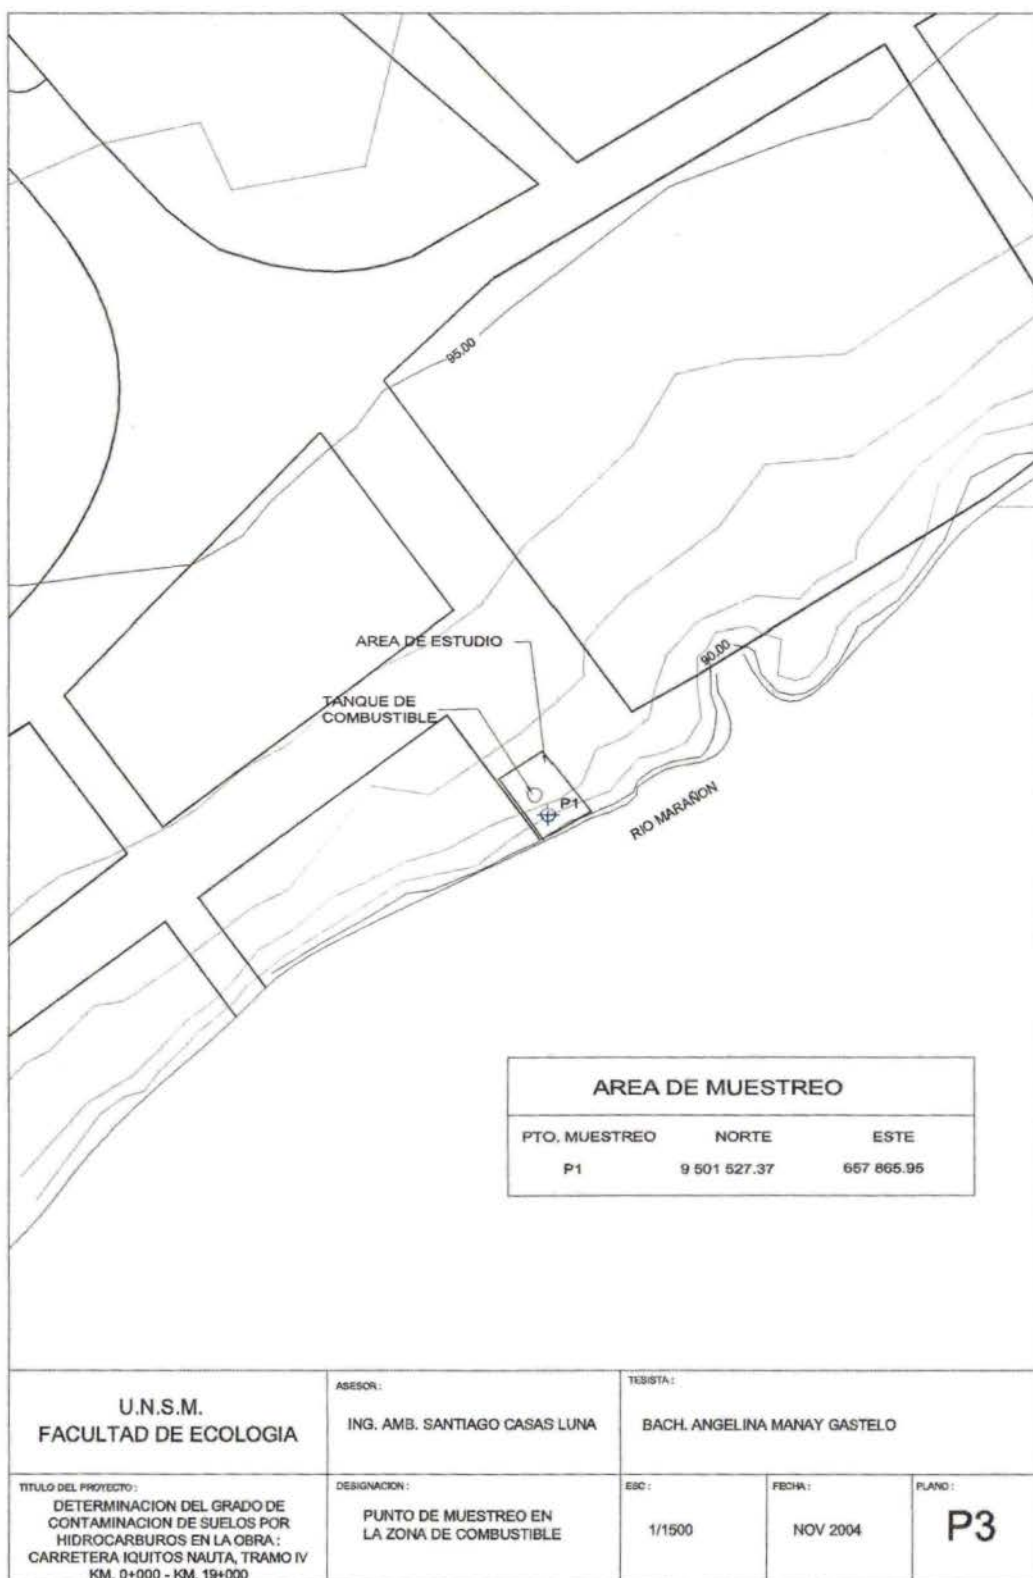 95.00
AREA DE ESTUDIO
TANQUE DE
COMBUSTIBLE
90.00
P1
RIO MARAÑON
AREA DE MUESTREO
PTO. MUESTREO NORTE ESTE
P1 9 501 527.37 657 865.95
U.N.S.M.
FACULTAD DE ECOLOGIA
ASESOR:
ING. AMB. SANTIAGO CASAS LUNA
TESISTA:
BACH. ANGELINA MANAY GASTELO
TITULO DEL PROYECTO:
DETERMINACION DEL GRADO DE
CONTAMINACION DE SUELOS POR
HIDROCARBUROS EN LA OBRA:
CARRETERA IQUITOS NAUTA, TRAMO IV
KM. 0+000 - KM. 19+000
DESIGNACION:
PUNTO DE MUESTREO EN
LA ZONA DE COMBUSTIBLE
ESC:
1/1500
FECHA:
NOV 2004
PLANO:
P3